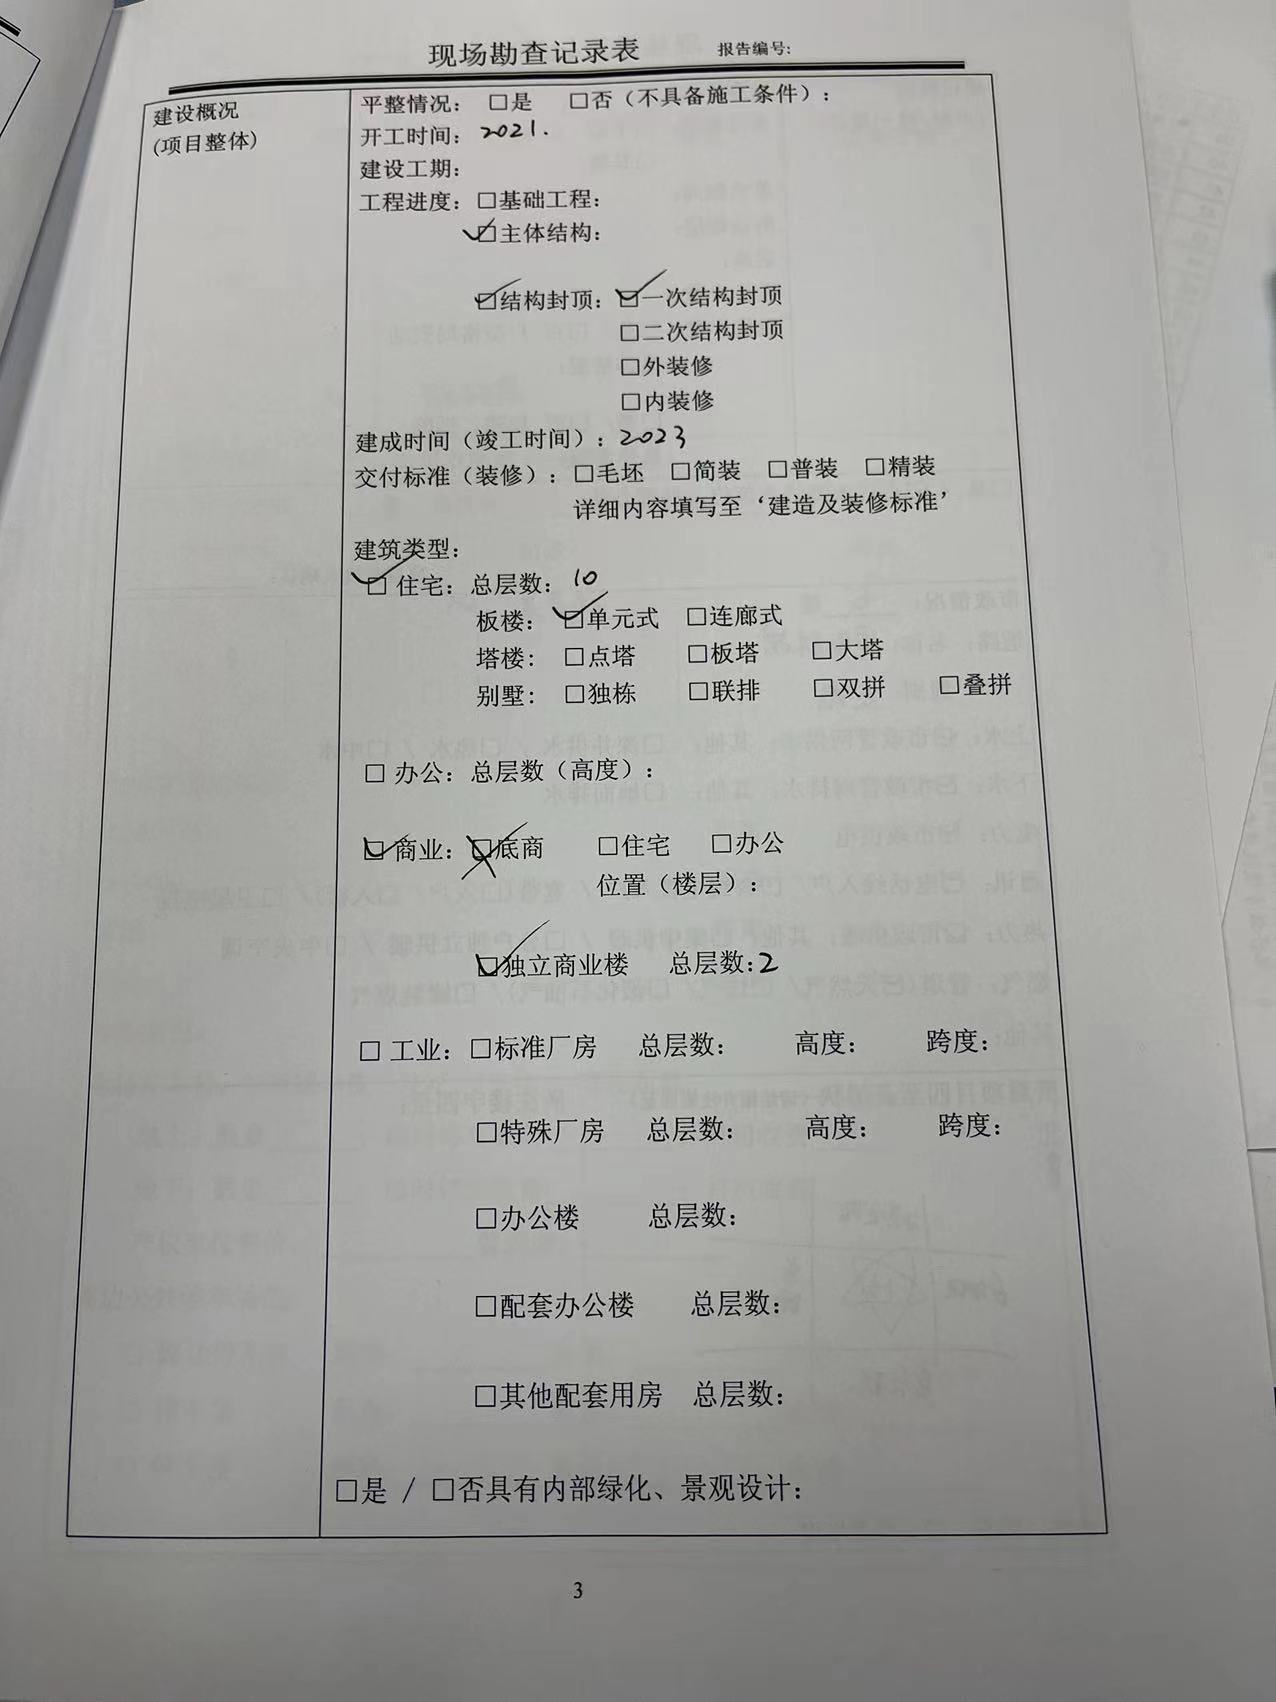 现场勘查记录表 报告编号:
建设概况
(项目整体)
平整情况: □是 □否(不具备施工条件):
开工时间: 2021.
建设工期:
工程进度: □基础工程:
☑主体结构:
☑结构封顶: ☑一次结构封顶
□二次结构封顶
□外装修
□内装修
建成时间(竣工时间): 2023
交付标准(装修): □毛坯 □简装 □普装 □精装
详细内容填写至‘建造及装修标准’
建筑类型:
☑ 住宅: 总层数: 10
板楼: ☑单元式 □连廊式
塔楼: □点塔 □板塔 □大塔
别墅: □独栋 □联排 □双拼 □叠拼
□ 办公: 总层数(高度):
☑ 商业: ☒底商 □住宅 □办公
位置(楼层):
☑独立商业楼 总层数: 2
□ 工业: □标准厂房 总层数: 高度: 跨度:
□特殊厂房 总层数: 高度: 跨度:
□办公楼 总层数:
□配套办公楼 总层数:
□其他配套用房 总层数:
□是 / □否具有内部绿化、景观设计:
3